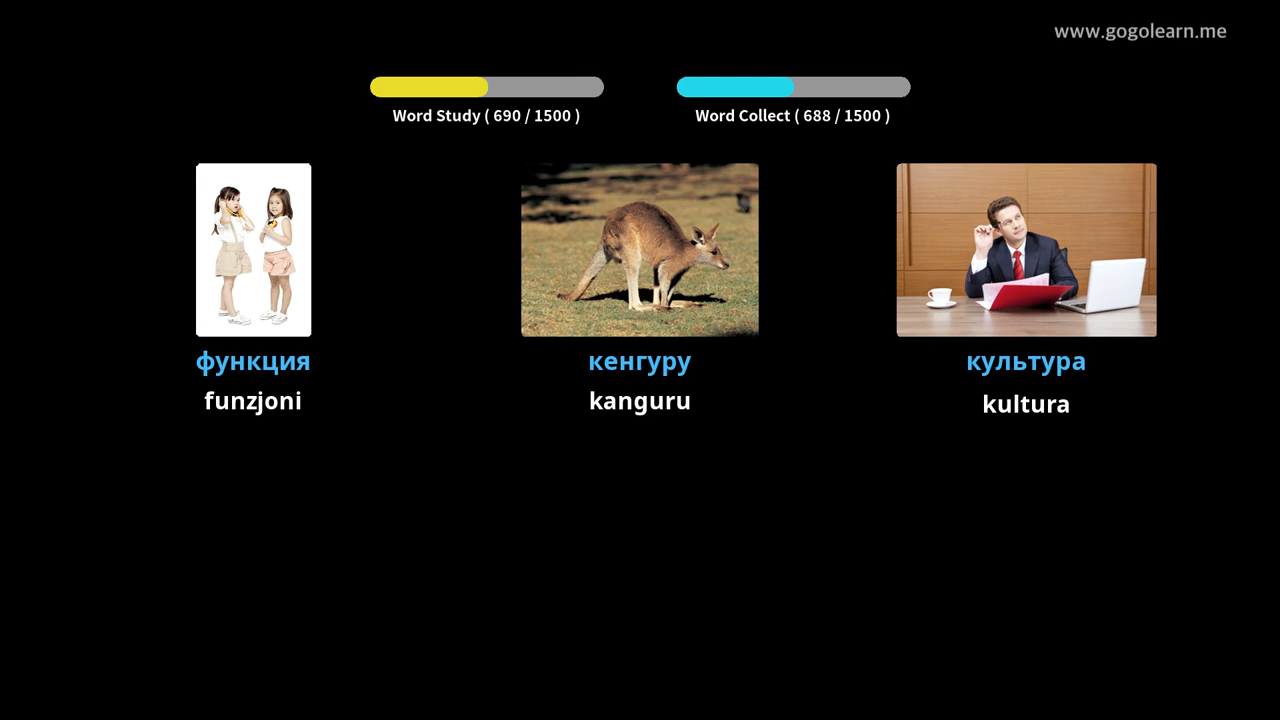 www.gogolearn.me
Word Study ( 690 / 1500 )
Word Collect ( 688 / 1500 )
функция
кенгуру
культура
funzjoni
kanguru
kultura